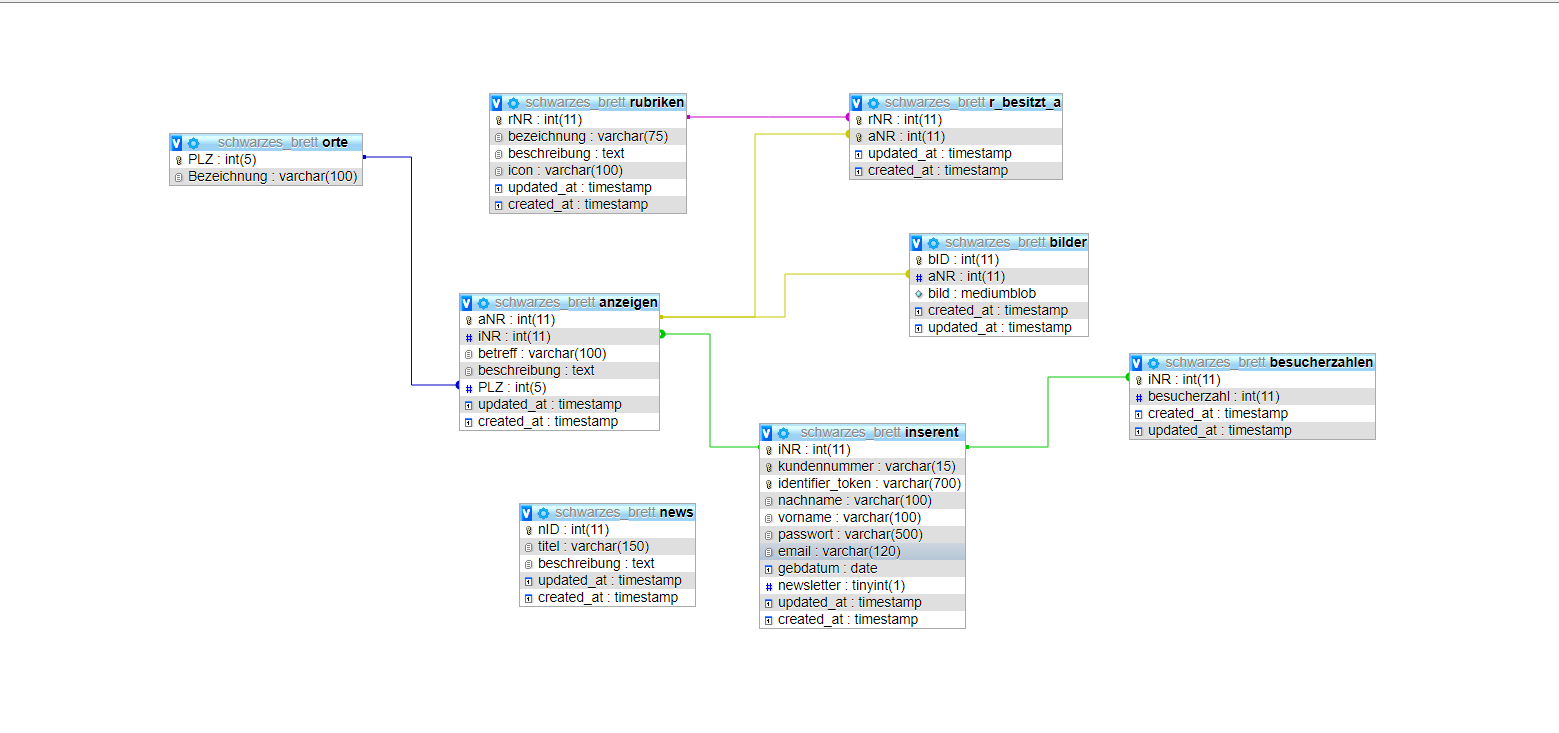 schwarzes_brett rubriken
rNR : int(11)
bezeichnung : varchar(75)
beschreibung : text
icon : varchar(100)
updated_at : timestamp
created_at : timestamp
schwarzes_brett r_besitzt_a
rNR : int(11)
aNR : int(11)
updated_at : timestamp
created_at : timestamp
schwarzes_brett orte
PLZ : int(5)
Bezeichnung : varchar(100)
schwarzes_brett bilder
bID : int(11)
aNR : int(11)
bild : mediumblob
created_at : timestamp
updated_at : timestamp
schwarzes_brett anzeigen
aNR : int(11)
iNR : int(11)
betreff : varchar(100)
beschreibung : text
PLZ : int(5)
updated_at : timestamp
created_at : timestamp
schwarzes_brett besucherzahlen
iNR : int(11)
besucherzahl : int(11)
created_at : timestamp
updated_at : timestamp
schwarzes_brett inserent
iNR : int(11)
kundennummer : varchar(15)
identifier_token : varchar(700)
nachname : varchar(100)
vorname : varchar(100)
passwort : varchar(500)
email : varchar(120)
gebdatum : date
newsletter : tinyint(1)
updated_at : timestamp
created_at : timestamp
schwarzes_brett news
nID : int(11)
titel : varchar(150)
beschreibung : text
updated_at : timestamp
created_at : timestamp